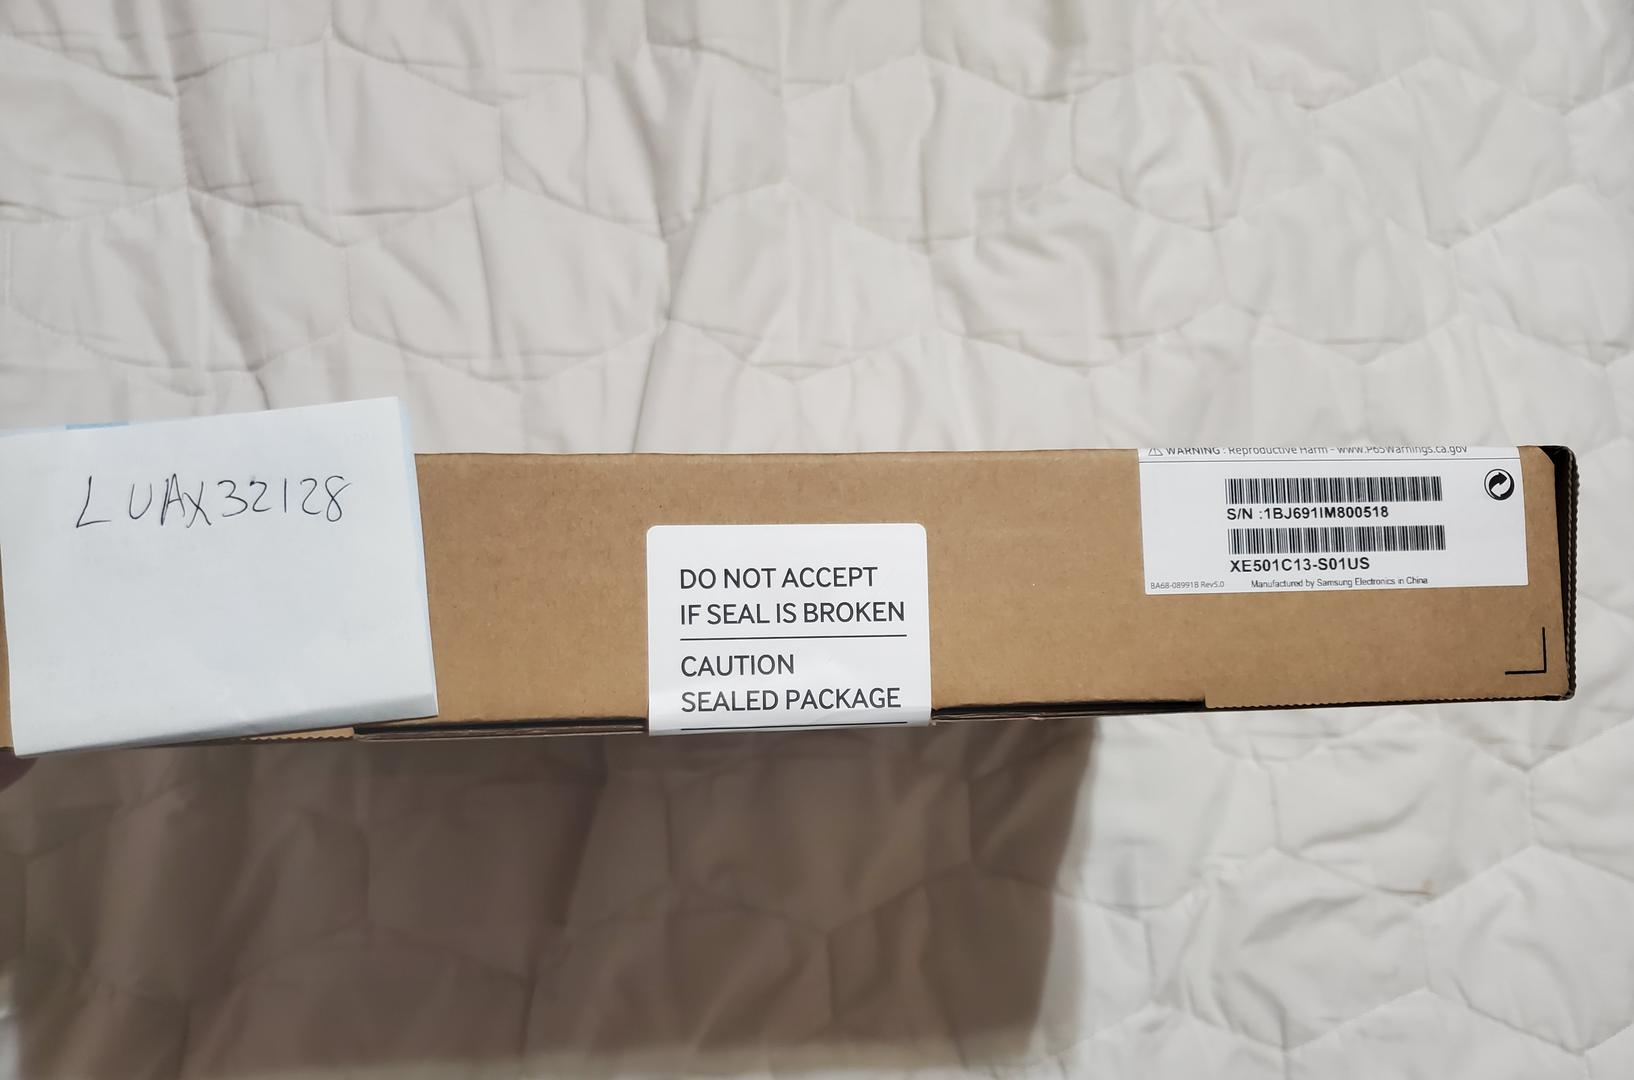 LUAX32128
DO NOT ACCEPT
IF SEAL IS BROKEN
CAUTION
SEALED PACKAGE
WARNING : Reproductive Harm - www.P65Warnings.ca.gov
S/N :1BJ691IM800518
XE501C13-S01US
BA68-08991B Rev5.0 Manufactured by Samsung Electronics in China